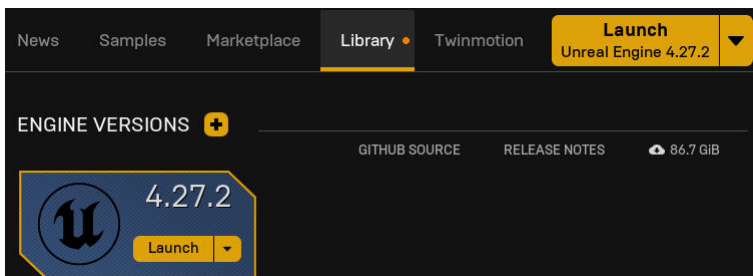 News Samples Marketplace Library Twinmotion
Launch
Unreal Engine 4.27.2
ENGINE VERSIONS
GITHUB SOURCE RELEASE NOTES 86.7 GiB
4.27.2
Launch